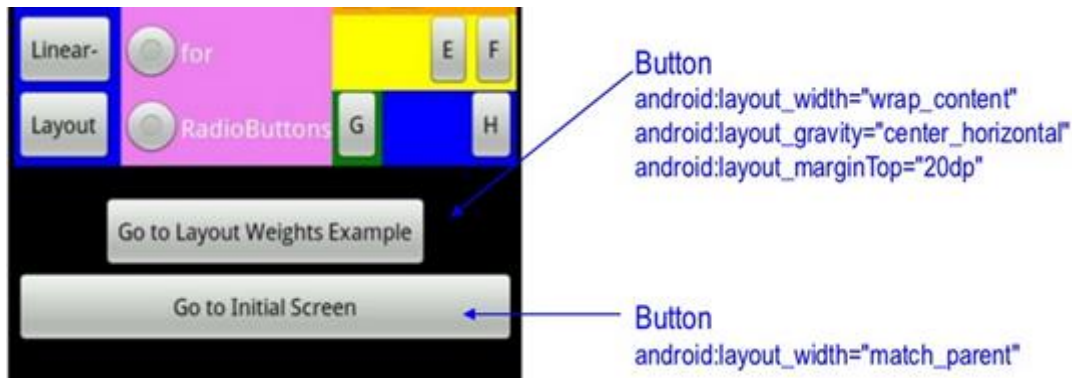 Linear-
for
E
F
Layout
RadioButtons
G
H
Go to Layout Weights Example
Go to Initial Screen
Button
android:layout_width="wrap_content"
android:layout_gravity="center_horizontal"
android:layout_marginTop="20dp"
Button
android:layout_width="match_parent"